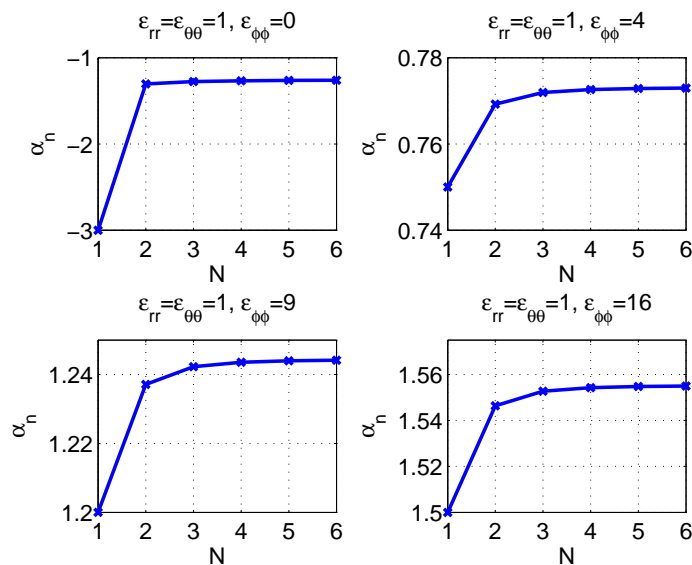 ε_rr=ε_θθ=1, ε_φφ=0
−1
−2
−3
α_n
1 2 3 4 5 6
N
ε_rr=ε_θθ=1, ε_φφ=4
0.78
0.76
0.74
α_n
1 2 3 4 5 6
N
ε_rr=ε_θθ=1, ε_φφ=9
1.24
1.22
1.2
α_n
1 2 3 4 5 6
N
ε_rr=ε_θθ=1, ε_φφ=16
1.56
1.54
1.52
1.5
α_n
1 2 3 4 5 6
N